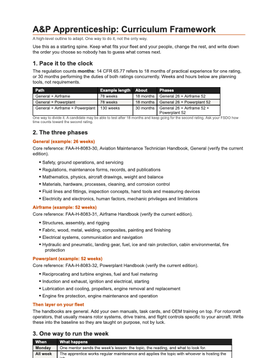 A&P Apprenticeship: Curriculum Framework
A high-level outline to adapt. One way to do it, not the only way.
Use this as a starting spine. Keep what fits your fleet and your people, change the rest, and write down
the order you choose so nobody has to guess what comes next.
1. Pace it to the clock
The regulation counts months: 14 CFR 65.77 refers to 18 months of practical experience for one rating,
or 30 months performing the duties of both ratings concurrently. Weeks and hours below are planning
tools, not requirements.
Path Example length About Phases
General + Airframe 78 weeks 18 months General 26 + Airframe 52
General + Powerplant 78 weeks 18 months General 26 + Powerplant 52
General + Airframe + Powerplant 130 weeks 30 months General 26 + Airframe 52 +
Powerplant 52
One way to divide it. A candidate may be able to test after 18 months and keep going for the second rating. Ask your FSDO how
time counts toward the second rating.
2. The three phases
General (example: 26 weeks)
Core reference: FAA-H-8083-30, Aviation Maintenance Technician Handbook, General (verify the current
edition).
• Safety, ground operations, and servicing
• Regulations, maintenance forms, records, and publications
• Mathematics, physics, aircraft drawings, weight and balance
• Materials, hardware, processes, cleaning, and corrosion control
• Fluid lines and fittings, inspection concepts, hand tools and measuring devices
• Electricity and electronics, human factors, mechanic privileges and limitations
Airframe (example: 52 weeks)
Core reference: FAA-H-8083-31, Airframe Handbook (verify the current edition).
• Structures, assembly, and rigging
• Fabric, wood, metal, welding, composites, painting and finishing
• Electrical systems, communication and navigation
• Hydraulic and pneumatic, landing gear, fuel, ice and rain protection, cabin environmental, fire
protection
Powerplant (example: 52 weeks)
Core reference: FAA-H-8083-32, Powerplant Handbook (verify the current edition).
• Reciprocating and turbine engines, fuel and fuel metering
• Induction and exhaust, ignition and electrical, starting
• Lubrication and cooling, propellers, engine removal and replacement
• Engine fire protection, engine maintenance and operation
Then layer on your fleet
The handbooks are general. Add your own manuals, task cards, and OEM training on top. For rotorcraft
operators, that usually means rotor systems, drive trains, and flight controls specific to your aircraft. Write
these into the baseline so they are taught on purpose, not by luck.
3. One way to run the week
When What happens
Monday One mentor sends the week's lesson: the topic, the reading, and what to look for
All week The apprentice works regular maintenance and applies the topic with whoever is hosting the